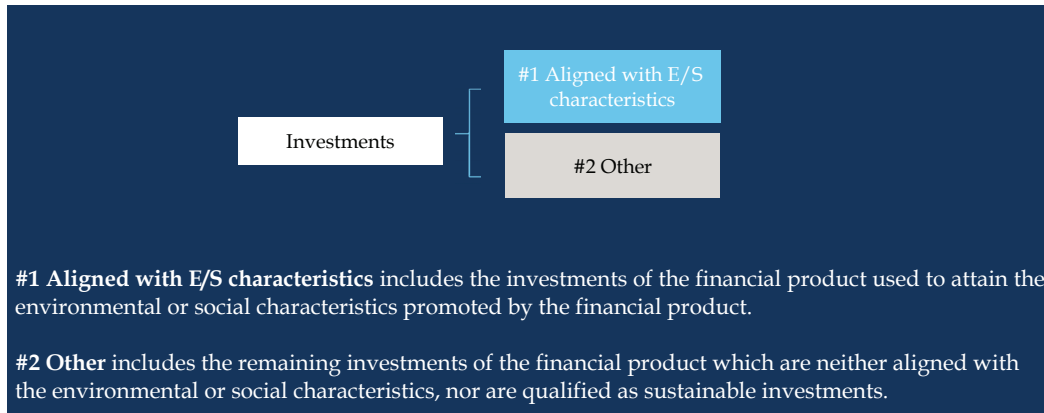 #1 Aligned with E/S
characteristics
Investments
#2 Other
#1 Aligned with E/S characteristics includes the investments of the financial product used to attain the
environmental or social characteristics promoted by the financial product.
#2 Other includes the remaining investments of the financial product which are neither aligned with
the environmental or social characteristics, nor are qualified as sustainable investments.